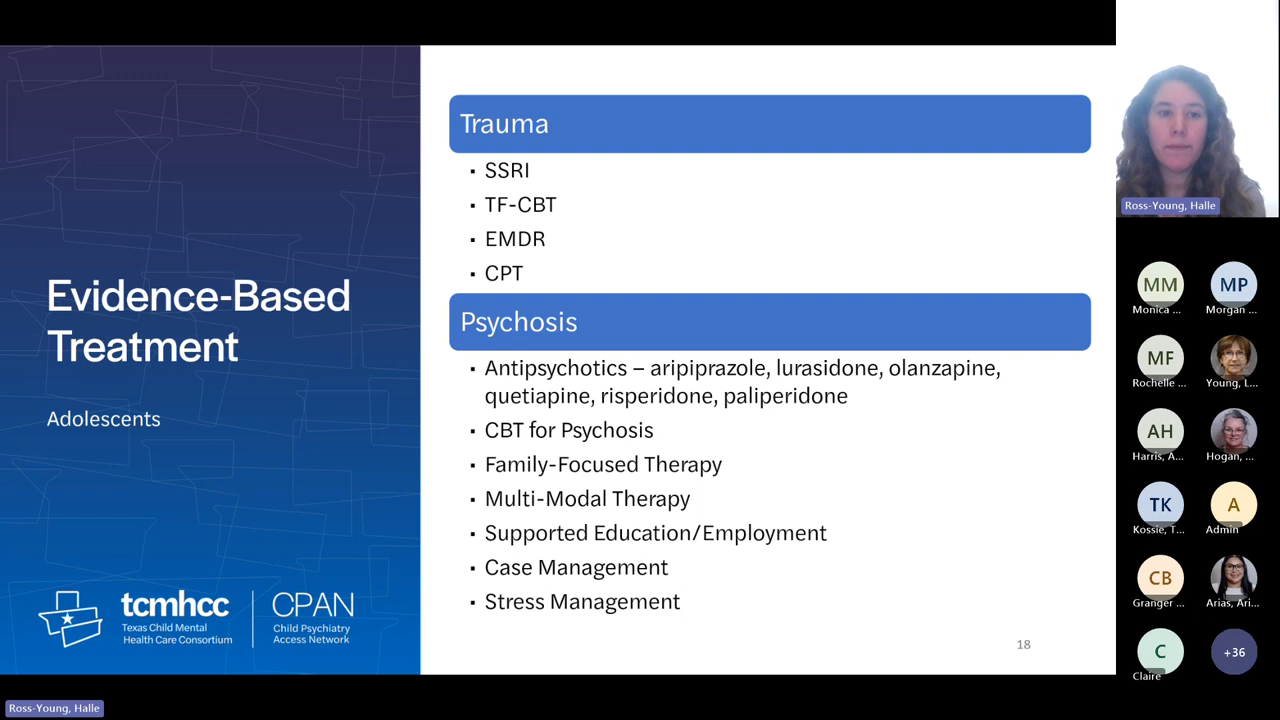 Evidence-Based
Treatment
Adolescents
tcmhcc
Texas Child Mental
Health Care Consortium
CPAN
Child Psychiatry
Access Network
Trauma
▪ SSRI
▪ TF-CBT
▪ EMDR
▪ CPT
Psychosis
▪ Antipsychotics – aripiprazole, lurasidone, olanzapine,
quetiapine, risperidone, paliperidone
▪ CBT for Psychosis
▪ Family-Focused Therapy
▪ Multi-Modal Therapy
▪ Supported Education/Employment
▪ Case Management
▪ Stress Management
18
Ross-Young, Halle
MM
Monica ...
MP
Morgan ...
MF
Rochelle ...
Young, L...
AH
Harris, A...
Hogan, ...
TK
Kossie, T...
A
Admin
CB
Granger ...
Arias, Ari...
C
Claire
+36
Ross-Young, Halle